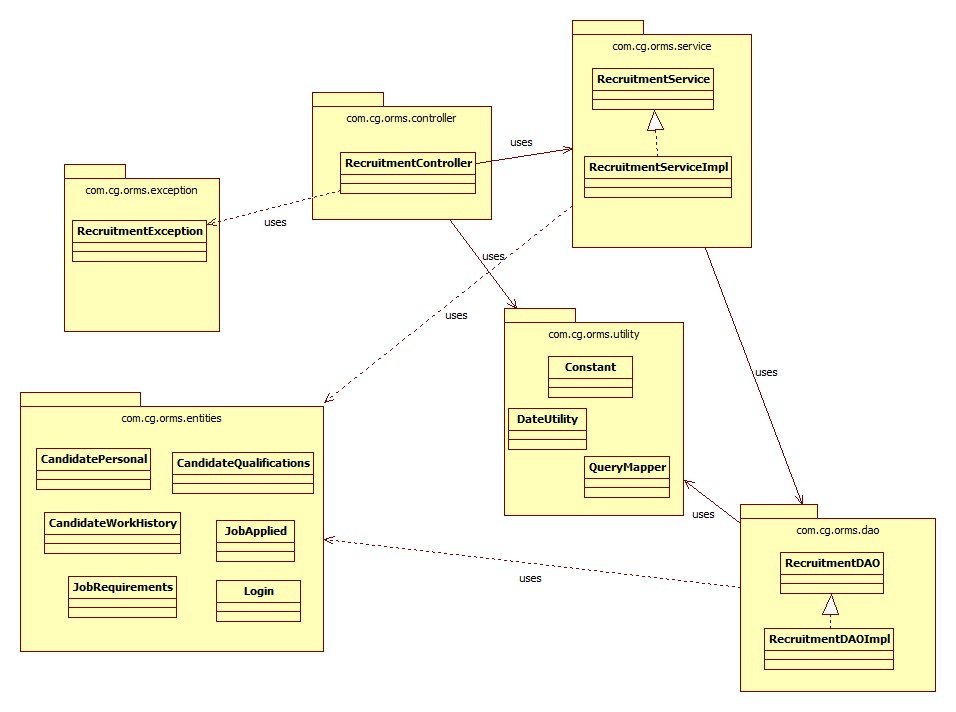 com.cg.orms.service
RecruitmentService
RecruitmentServiceImpl
com.cg.orms.controller
RecruitmentController
uses
com.cg.orms.exception
RecruitmentException
uses
uses
uses
com.cg.orms.utility
Constant
DateUtility
QueryMapper
uses
com.cg.orms.entities
CandidatePersonal
CandidateQualifications
CandidateWorkHistory
JobApplied
JobRequirements
Login
uses
uses
com.cg.orms.dao
RecruitmentDAO
RecruitmentDAOImpl